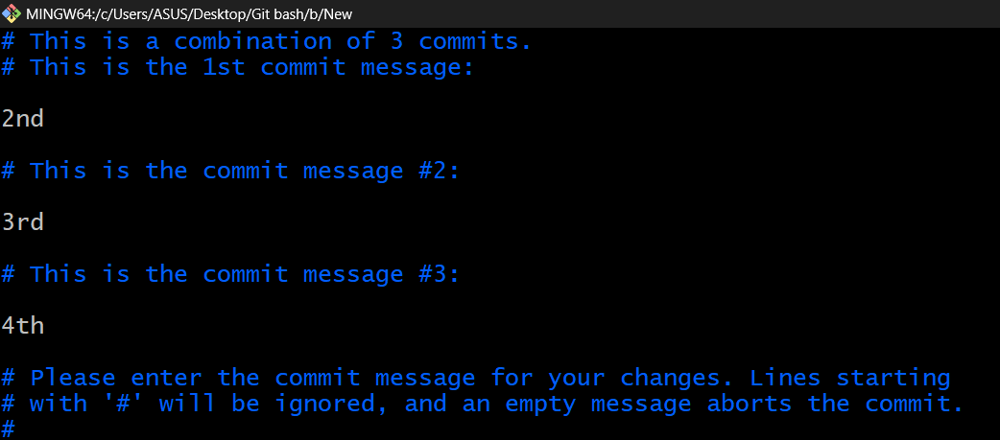 MINGW64:/c/Users/ASUS/Desktop/Git bash/b/New
# This is a combination of 3 commits.
# This is the 1st commit message:
2nd
# This is the commit message #2:
3rd
# This is the commit message #3:
4th
# Please enter the commit message for your changes. Lines starting
# with '#' will be ignored, and an empty message aborts the commit.
#